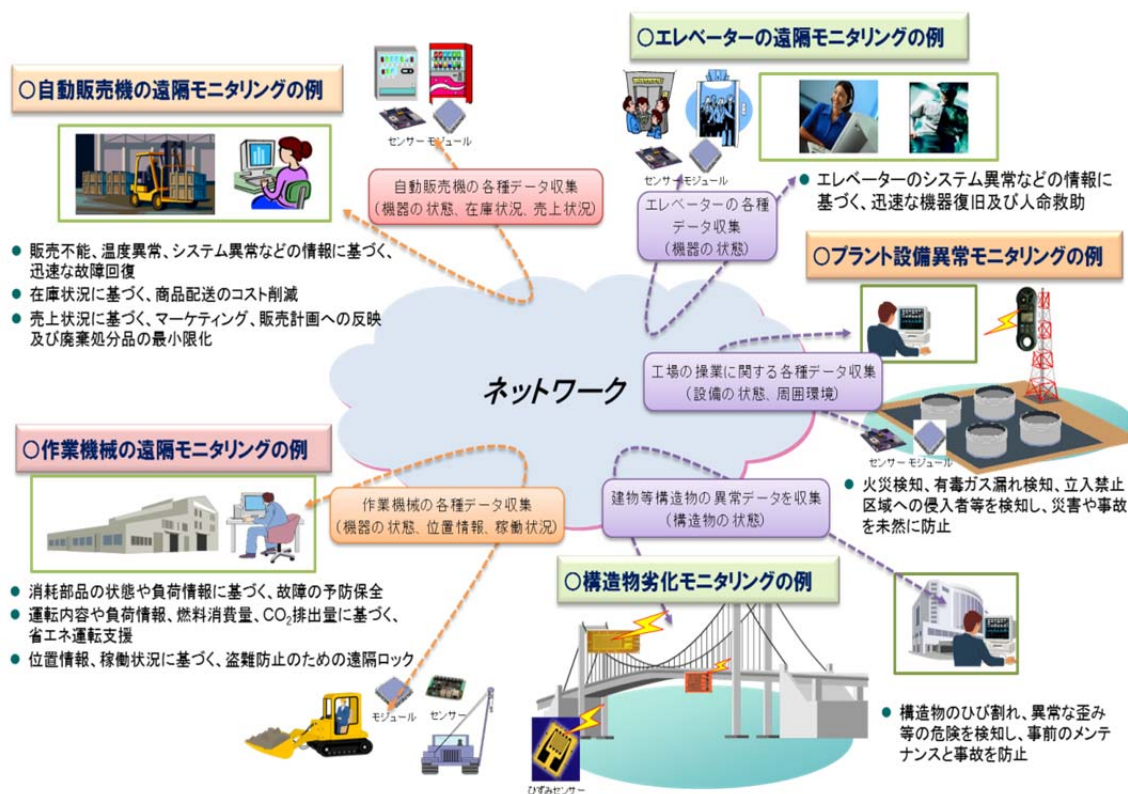 〇自動販売機の遠隔モニタリングの例
センサー モジュール
自動販売機の各種データ収集
(機器の状態、在庫状況、売上状況)
● 販売不能、温度異常、システム異常などの情報に基づく、
迅速な故障回復
● 在庫状況に基づく、商品配送のコスト削減
● 売上状況に基づく、マーケティング、販売計画への反映
及び廃棄処分品の最小限化
〇エレベーターの遠隔モニタリングの例
センサー モジュール
エレベーターの各種
データ収集
(機器の状態)
● エレベーターのシステム異常などの情報に
基づく、迅速な機器復旧及び人命救助
〇プラント設備異常モニタリングの例
工場の操業に関する各種データ収集
(設備の状態、周囲環境)
センサー モジュール
● 火災検知、有毒ガス漏れ検知、立入禁止
区域への侵入者等を検知し、災害や事故
を未然に防止
ネットワーク
〇作業機械の遠隔モニタリングの例
作業機械の各種データ収集
(機器の状態、位置情報、稼働状況)
● 消耗部品の状態や負荷情報に基づく、故障の予防保全
● 運転内容や負荷情報、燃料消費量、CO₂排出量に基づく、
省エネ運転支援
● 位置情報、稼働状況に基づく、盗難防止のための遠隔ロック
モジュール
センサー
建物等構造物の異常データを収集
(構造物の状態)
〇構造物劣化モニタリングの例
ひずみセンサー
● 構造物のひび割れ、異常な歪み
等の危険を検知し、事前のメンテ
ナンスと事故を防止